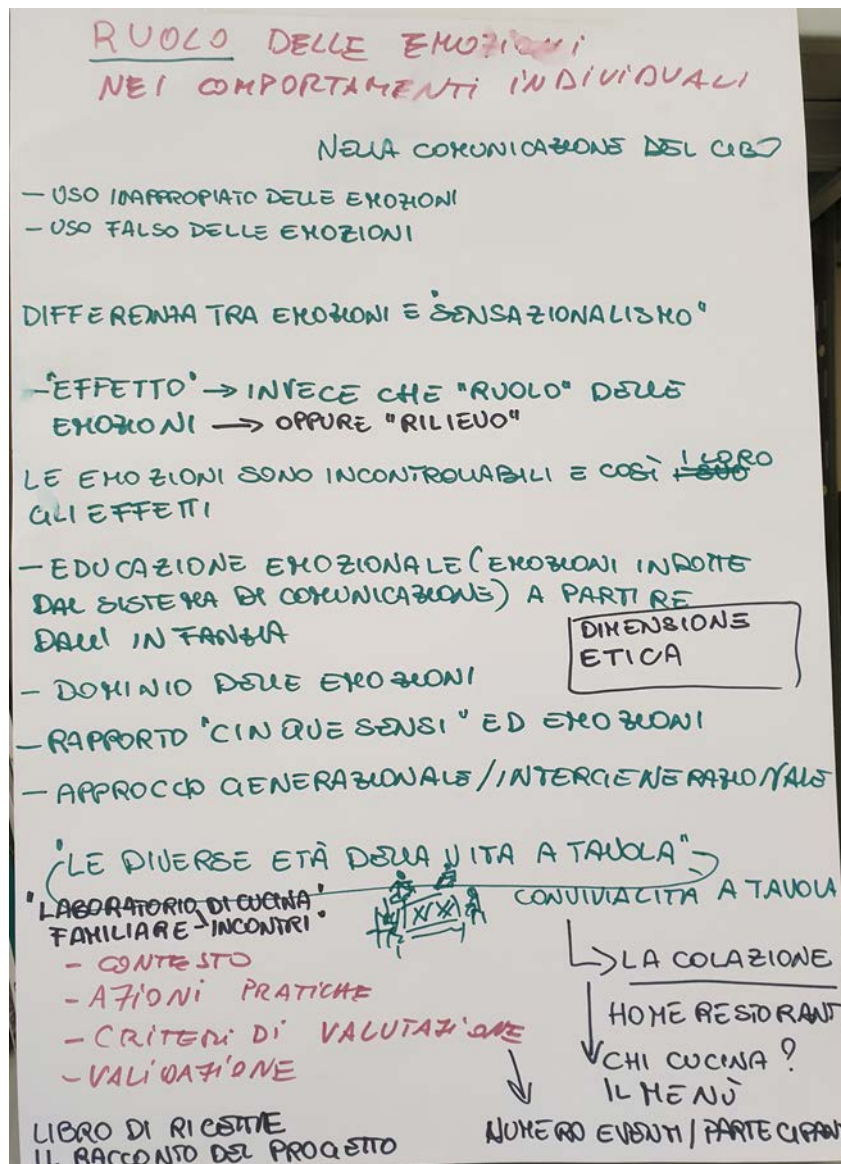 RUOLO DELLE EMOZIONI
NEI COMPORTAMENTI INDIVIDUALI
NELLA COMUNICAZIONE DEL CIBO
- USO INAPPROPIATO DELLE EMOZIONI
- USO FALSO DELLE EMOZIONI
DIFFERENZA TRA EMOZIONI E "SENSAZIONALISMO"
- "EFFETTO" → INVECE CHE "RUOLO" DELLE
EMOZIONI → OPPURE "RILIEVO"
LE EMOZIONI SONO INCONTROLLABILI E COSÌ I LORO
GLI EFFETTI
- EDUCAZIONE EMOZIONALE (EMOZIONI INDOTTE
DAL SISTEMA DI COMUNICAZIONE) A PARTIRE
DALL'INFANZIA
DIMENSIONE
ETICA
- DOMINIO DELLE EMOZIONI
- RAPPORTO "CINQUE SENSI" ED EMOZIONI
- APPROCCIO GENERAZIONALE/INTERGENERAZIONALE
"LE DIVERSE ETÀ DELLA VITA A TAVOLA"
"LABORATORIO DI CUCINA
FAMILIARE - INCONTRI"
CONVIVIALITÀ A TAVOLA
- CONTESTO
- AZIONI PRATICHE
- CRITERI DI VALUTAZIONE
- VALIDAZIONE
LA COLAZIONE
HOME RESTORANT
CHI CUCINA?
IL MENÙ
NUMERO EVENTI / PARTECIPANT
LIBRO DI RICETTE
IL RACCONTO DEL PROGETTO